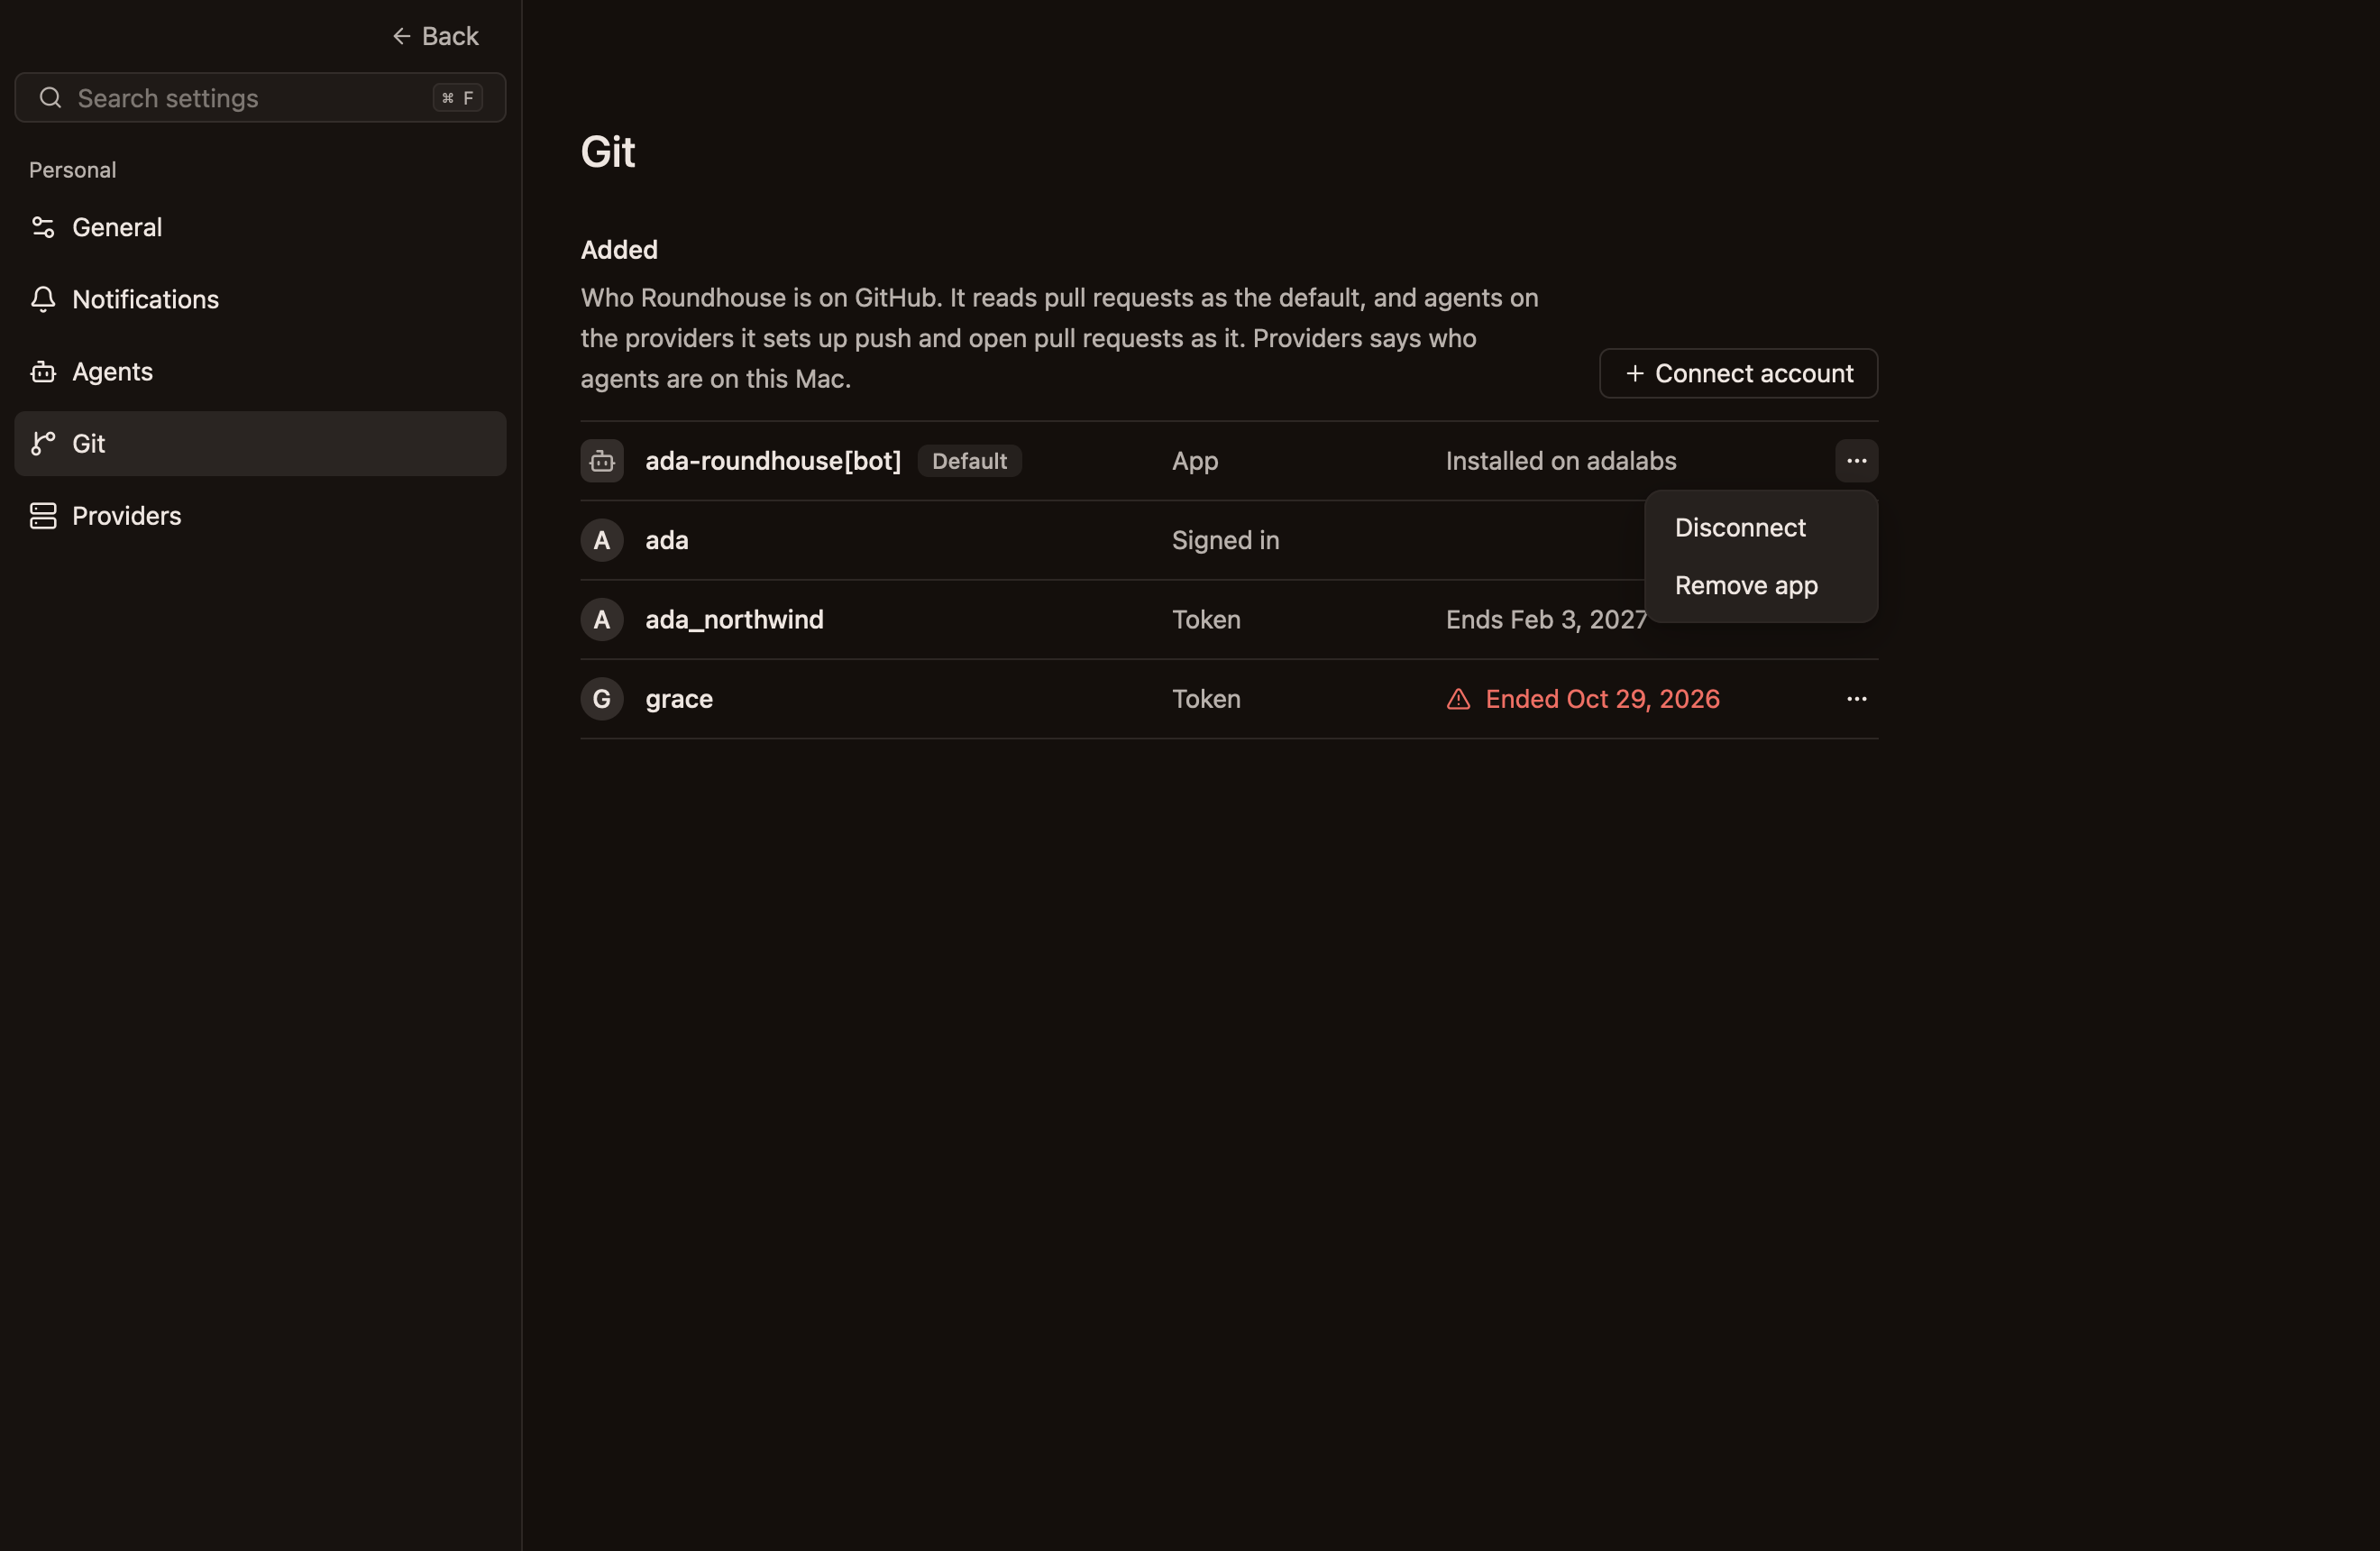 Back
Search settings
⌘ F
Personal
General
Notifications
Agents
Git
Providers
Git
Added
Who Roundhouse is on GitHub. It reads pull requests as the default, and agents on
the providers it sets up push and open pull requests as it. Providers says who
agents are on this Mac.
Connect account
ada-roundhouse[bot] Default App Installed on adalabs
Disconnect
Remove app
A ada Signed in
A ada_northwind Token Ends Feb 3, 2027
G grace Token Ended Oct 29, 2026